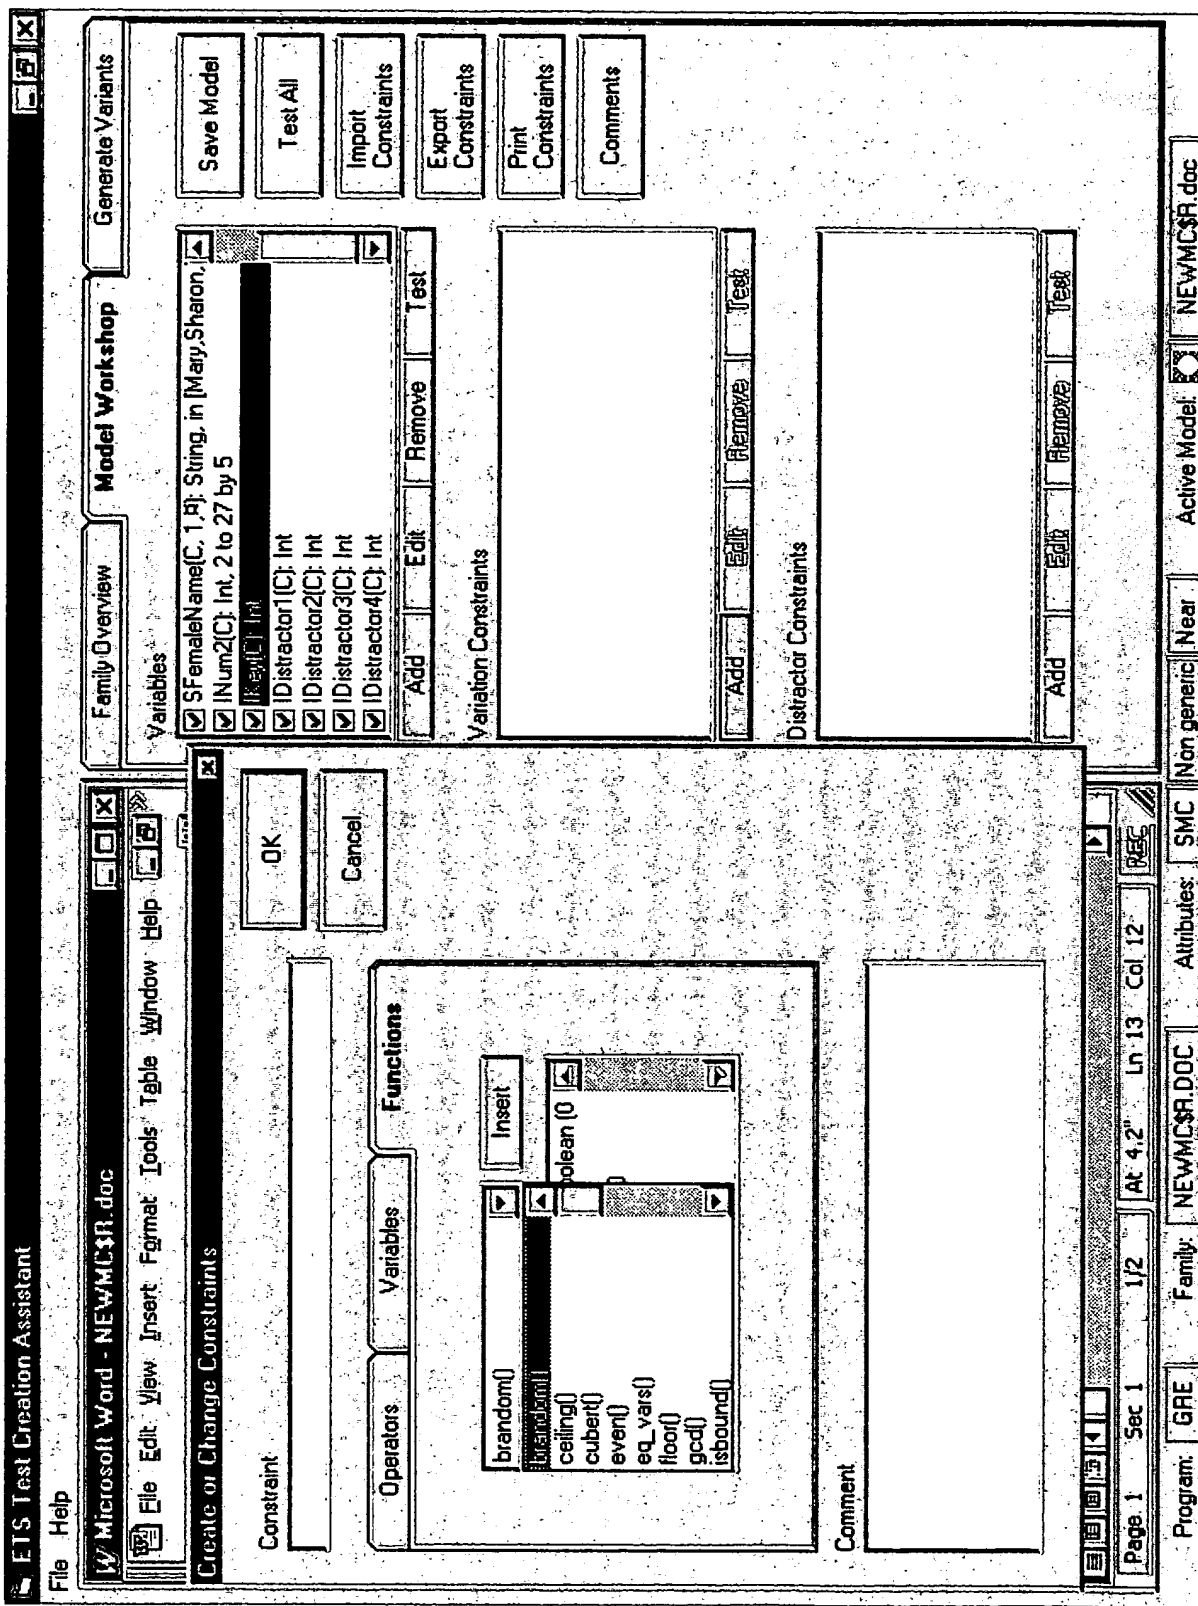 ETS Test Creation Assistant
File Help
Microsoft Word - NEWMC$R.doc
File Edit View Insert Format Tools Table Window Help
Create or Change Constraints
Constraint
OK
Cancel
Operators Variables Functions
brandom()
Insert
brandom()
ceiling()
cubert()
even()
eq_vars()
floor()
gcd()
isbound()
oolean (0
Comment
Page 1 Sec 1 1/2 At 4.2" Ln 13 Col 12 REC
Family Overview Model Workshop Generate Variants
Variables
SFemaleName(C, 1,¤): String, in [Mary,Sharon,
INum2(C): Int, 2 to 27 by 5
IKey(C): Int
IDistractor1(C): Int
IDistractor2(C): Int
IDistractor3(C): Int
IDistractor4(C): Int
Add Edit Remove Test
Variation Constraints
Add Edit Remove Test
Distractor Constraints
Add Edit Remove Test
Save Model
Test All
Import
Constraints
Export
Constraints
Print
Constraints
Comments
Program: GRE Family: NEWMC$R.DOC Attributes: SMC Non generic Near Active Model: NEWMC$R.doc